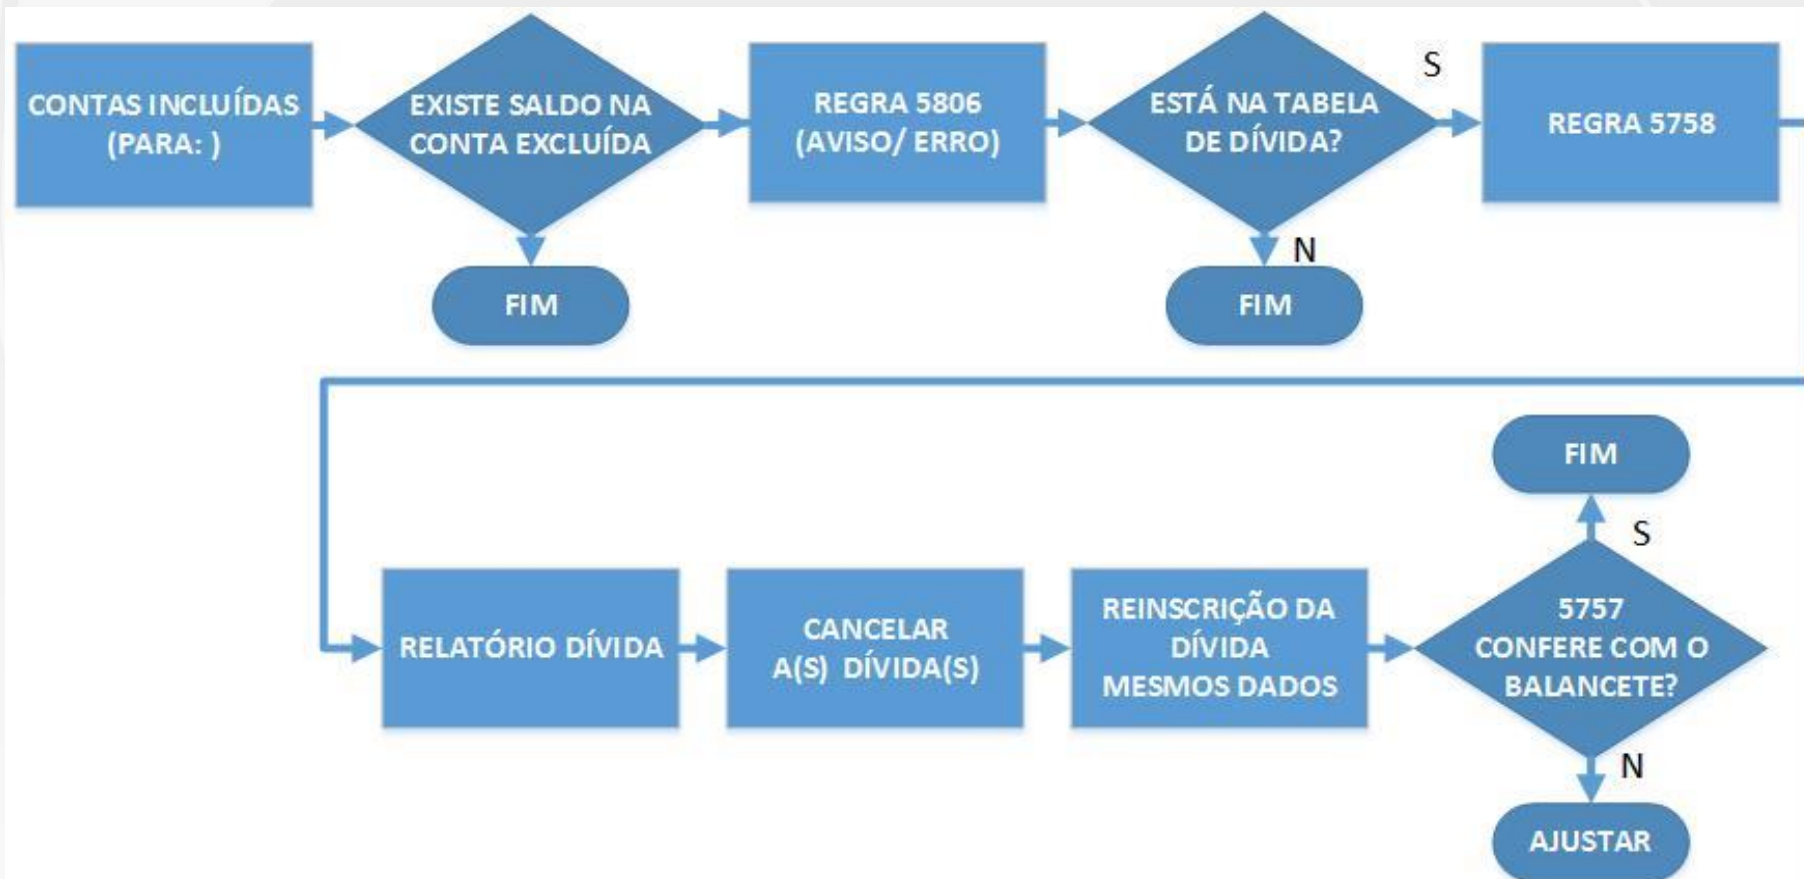 CONTAS INCLUÍDAS
(PARA: )
EXISTE SALDO NA
CONTA EXCLUÍDA
FIM
REGRA 5806
(AVISO/ ERRO)
ESTÁ NA TABELA
DE DÍVIDA?
S
N
FIM
REGRA 5758
RELATÓRIO DÍVIDA
CANCELAR
A(S) DÍVIDA(S)
REINSCRIÇÃO DA
DÍVIDA
MESMOS DADOS
5757
CONFERE COM O
BALANCETE?
S
FIM
N
AJUSTAR